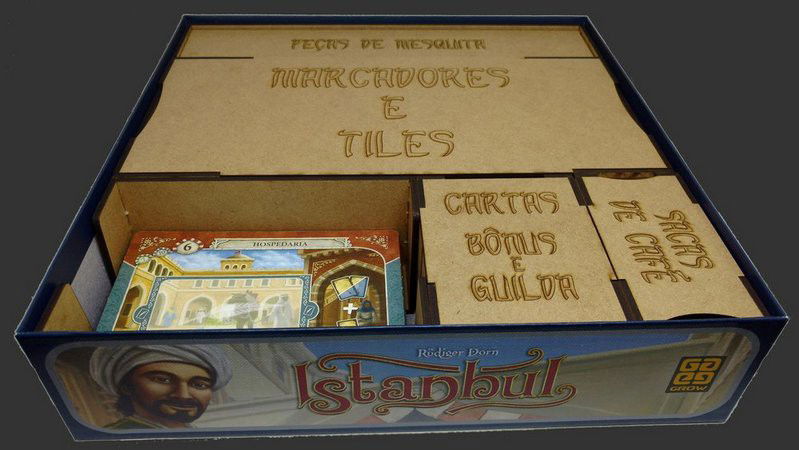 PEÇAS DE MESQUITA
MARCADORES
E
TILES
CARTAS
BÔNUS
E
GUILDA
SACAS
DE CAFÉ
6
HOSPEDARIA
+
Rüdiger Dorn
Istanbul
GROW